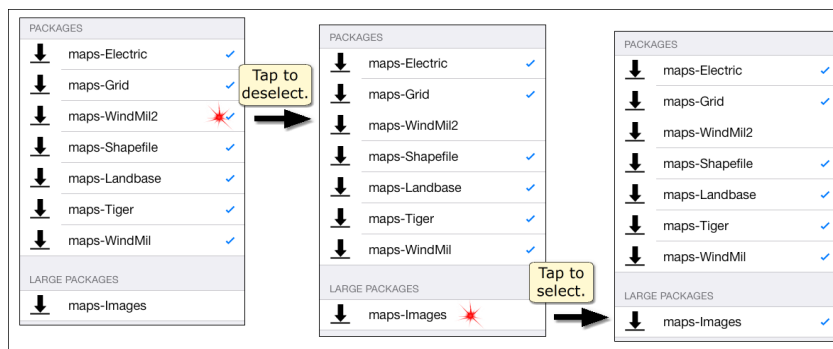 PACKAGES
maps-Electric
maps-Grid
maps-WindMil2
maps-Shapefile
maps-Landbase
maps-Tiger
maps-WindMil
LARGE PACKAGES
maps-Images
Tap to
deselect.
PACKAGES
maps-Electric
maps-Grid
maps-WindMil2
maps-Shapefile
maps-Landbase
maps-Tiger
maps-WindMil
LARGE PACKAGES
maps-Images
Tap to
select.
PACKAGES
maps-Electric
maps-Grid
maps-WindMil2
maps-Shapefile
maps-Landbase
maps-Tiger
maps-WindMil
LARGE PACKAGES
maps-Images